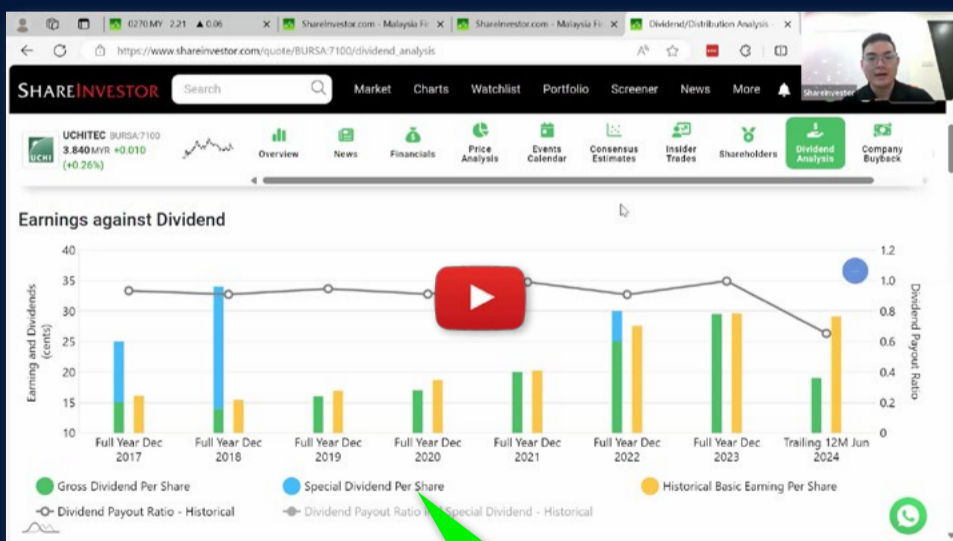 0270.MY 2.21 ▲0.06
ShareInvestor.com - Malaysia Fir
ShareInvestor.com - Malaysia Fir
Dividend/Distribution Analysis -
https://www.shareinvestor.com/quote/BURSA:7100/dividend_analysis
SHAREINVESTOR
Search
Market Charts Watchlist Portfolio Screener News More
ShareInvestor
UCHI
UCHITEC BURSA:7100
3.840 MYR +0.010
(+0.26%)
Overview
News
Financials
Price
Analysis
Events
Calendar
Consensus
Estimates
Insider
Trades
Shareholders
Dividend
Analysis
Company
Buyback
Earnings against Dividend
Earning and Dividends
(cents)
40
35
30
25
20
15
10
1.2
1.0
0.8
0.6
0.4
0.2
0
Dividend Payout Ratio
Full Year Dec
2017
Full Year Dec
2018
Full Year Dec
2019
Full Year Dec
2020
Full Year Dec
2021
Full Year Dec
2022
Full Year Dec
2023
Trailing 12M Jun
2024
Gross Dividend Per Share
Special Dividend Per Share
Historical Basic Earning Per Share
Dividend Payout Ratio - Historical
Dividend Payout Ratio Special Dividend - Historical